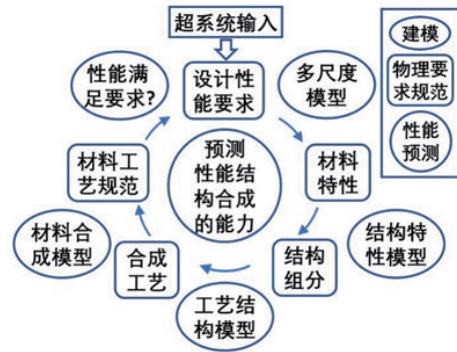 超系统输入
性能满
足要求?
设计性
能要求
多尺度
模型
建模
物理要
求规范
性能
预测
材料工
艺规范
预测
性能结
构合成
的能力
材料
特性
材料合
成模型
合成
工艺
结构
组分
结构特
性模型
工艺结
构模型